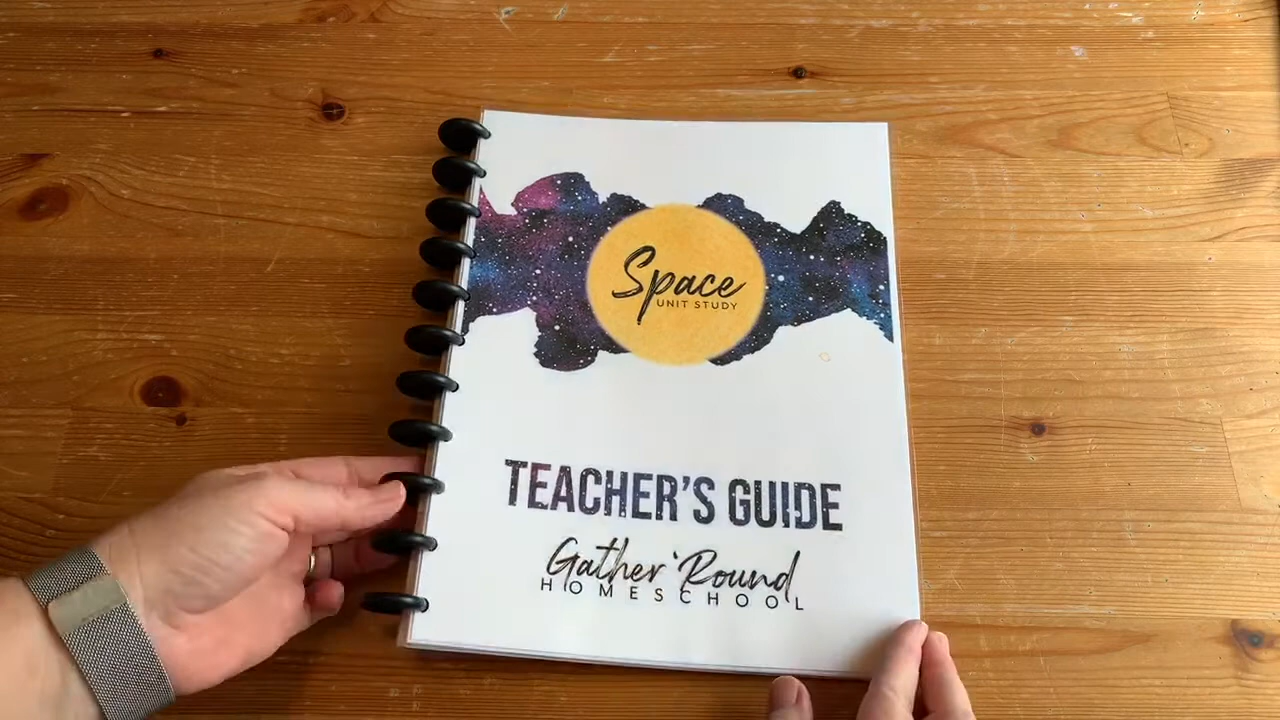 Space
UNIT STUDY
TEACHER'S GUIDE
Gather 'Round
HOMESCHOOL